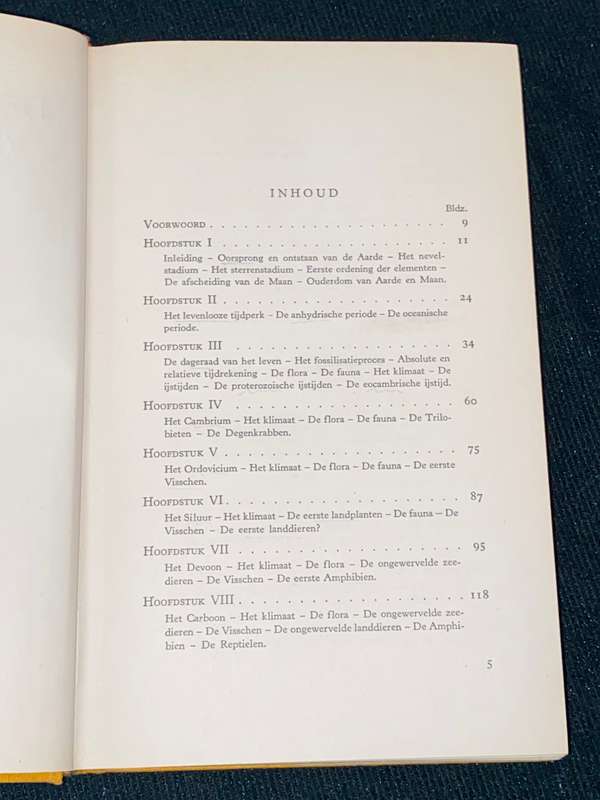 INHOUD
Bldz.
Voorwoord . . . . . . . . . . . . . . . . . . . . 9
Hoofdstuk I . . . . . . . . . . . . . . . . . . . 11
Inleiding – Oorsprong en ontstaan van de Aarde – Het nevel-
stadium – Het sterrenstadium – Eerste ordening der elementen –
De afscheiding van de Maan – Ouderdom van Aarde en Maan.
Hoofdstuk II . . . . . . . . . . . . . . . . . . 24
Het levenlooze tijdperk – De anhydrische periode – De oceanische
periode.
Hoofdstuk III . . . . . . . . . . . . . . . . . . 34
De dageraad van het leven – Het fossilisatieproces – Absolute en
relatieve tijdrekening – De flora – De fauna – Het klimaat – De
ijstijden – De proterozoische ijstijden – De eocambrische ijstijd.
Hoofdstuk IV . . . . . . . . . . . . . . . . . . 60
Het Cambrium – Het klimaat – De flora – De fauna – De Trilo-
bieten – De Degenkrabben.
Hoofdstuk V . . . . . . . . . . . . . . . . . . . 75
Het Ordovicium – Het klimaat – De flora – De fauna – De eerste
Visschen.
Hoofdstuk VI . . . . . . . . . . . . . . . . . . 87
Het Siluur – Het klimaat – De eerste landplanten – De fauna – De
Visschen – De eerste landdieren?
Hoofdstuk VII . . . . . . . . . . . . . . . . . . 95
Het Devoon – Het klimaat – De flora – De ongewervelde zee-
dieren – De Visschen – De eerste Amphibien.
Hoofdstuk VIII . . . . . . . . . . . . . . . . . 118
Het Carboon – Het klimaat – De flora – De ongewervelde zee-
dieren – De Visschen – De ongewervelde landdieren – De Amphi-
bien – De Reptielen.
5